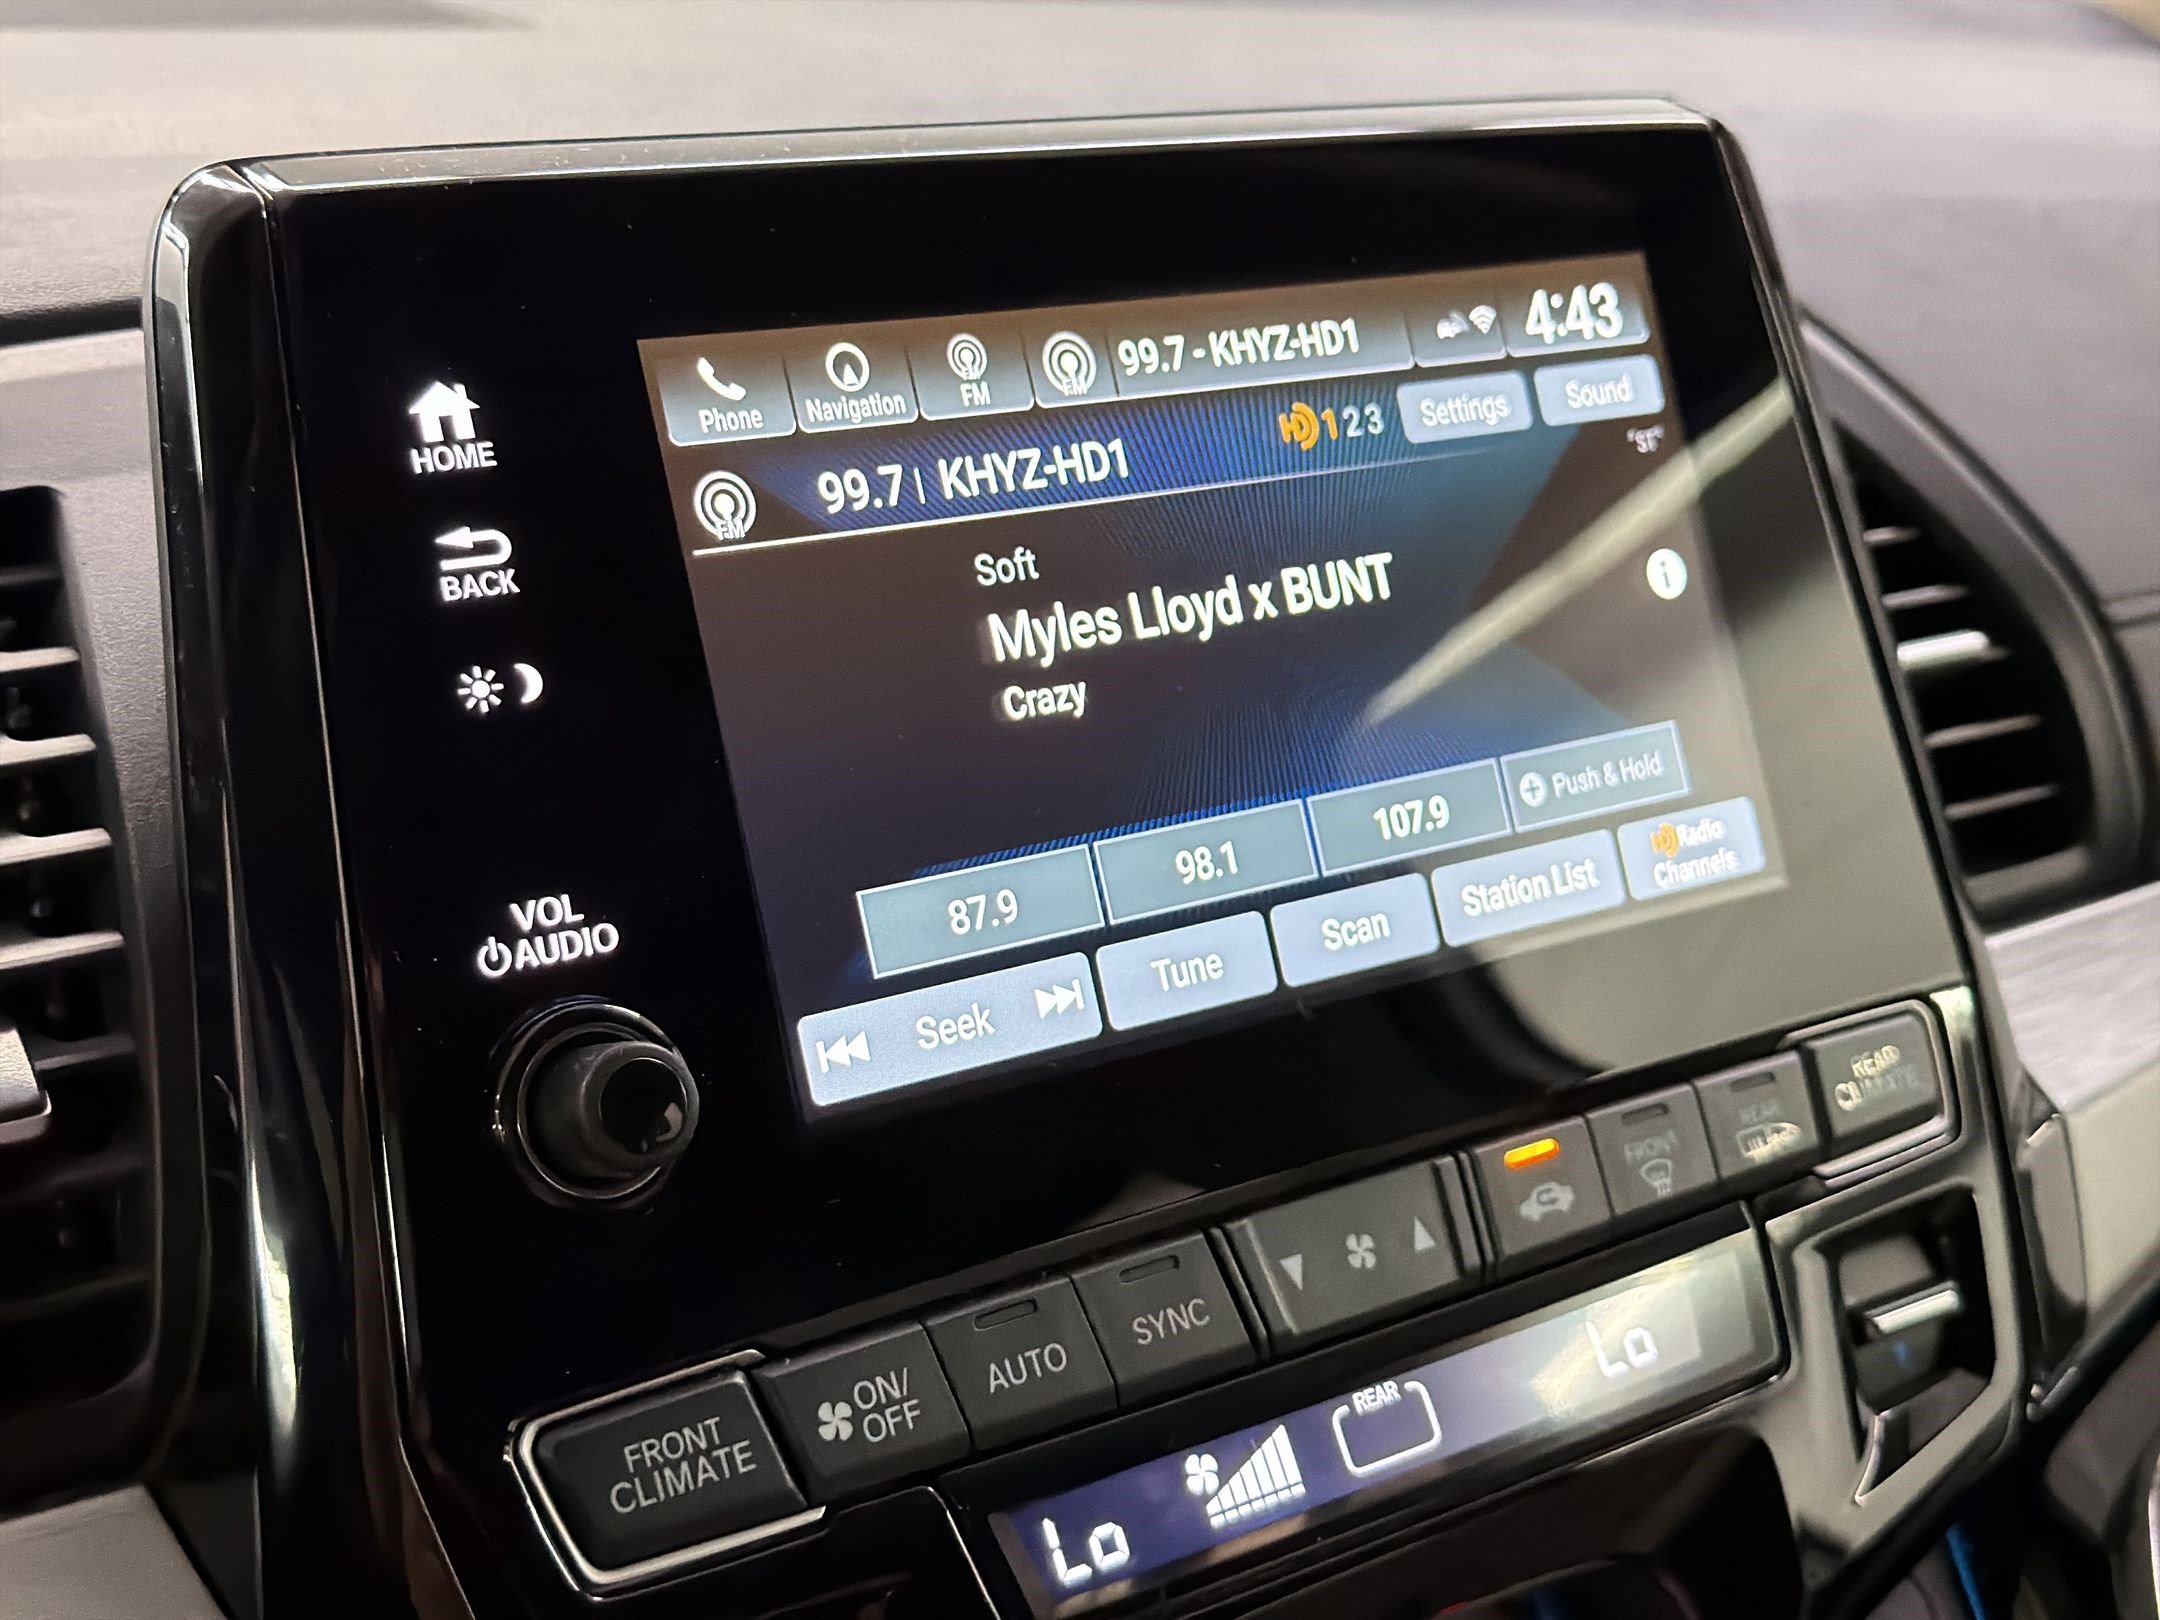 Phone
Navigation
FM
FM
99.7 - KHYZ-HD1
4:43
HOME
FM
99.7 | KHYZ-HD1
HD 1 2 3
Settings
Sound
Soft
Myles Lloyd x BUNT
i
BACK
Crazy
87.9
98.1
107.9
+ Push & Hold
VOL
AUDIO
Seek
Tune
Scan
Station List
HD Radio
Channels
REAR
CLIMATE
REAR
FRONT
SYNC
AUTO
ON/
OFF
FRONT
CLIMATE
Lo
REAR
Lo